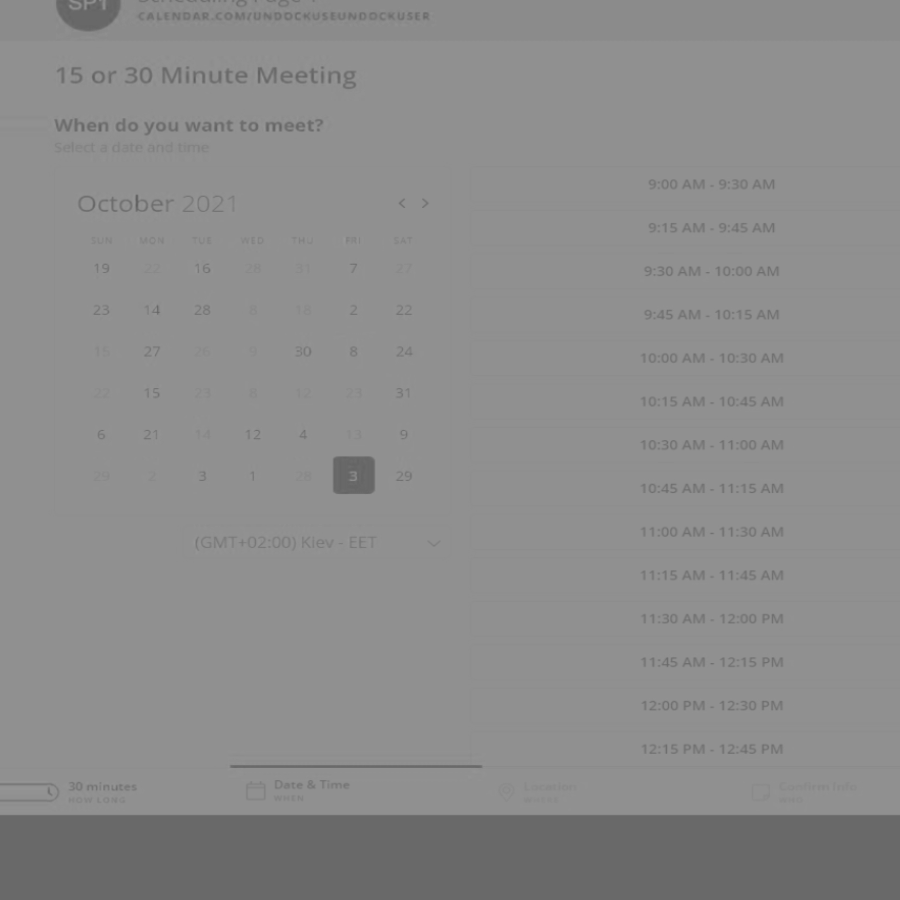 SP1 Scheduling Page 1
CALENDAR.COM/UNDOCKUSEUNDOCKUSER
15 or 30 Minute Meeting
When do you want to meet?
Select a date and time
October 2021 < >
SUN MON TUE WED THU FRI SAT
19 22 16 28 31 7 27
23 14 28 8 18 2 22
15 27 26 9 30 8 24
22 15 23 8 12 23 31
6 21 14 12 4 13 9
29 2 3 1 28 3 29
(GMT+02:00) Kiev - EET
9:00 AM - 9:30 AM
9:15 AM - 9:45 AM
9:30 AM - 10:00 AM
9:45 AM - 10:15 AM
10:00 AM - 10:30 AM
10:15 AM - 10:45 AM
10:30 AM - 11:00 AM
10:45 AM - 11:15 AM
11:00 AM - 11:30 AM
11:15 AM - 11:45 AM
11:30 AM - 12:00 PM
11:45 AM - 12:15 PM
12:00 PM - 12:30 PM
12:15 PM - 12:45 PM
30 minutes
HOW LONG
Date & Time
WHEN
Location
Confirm Info